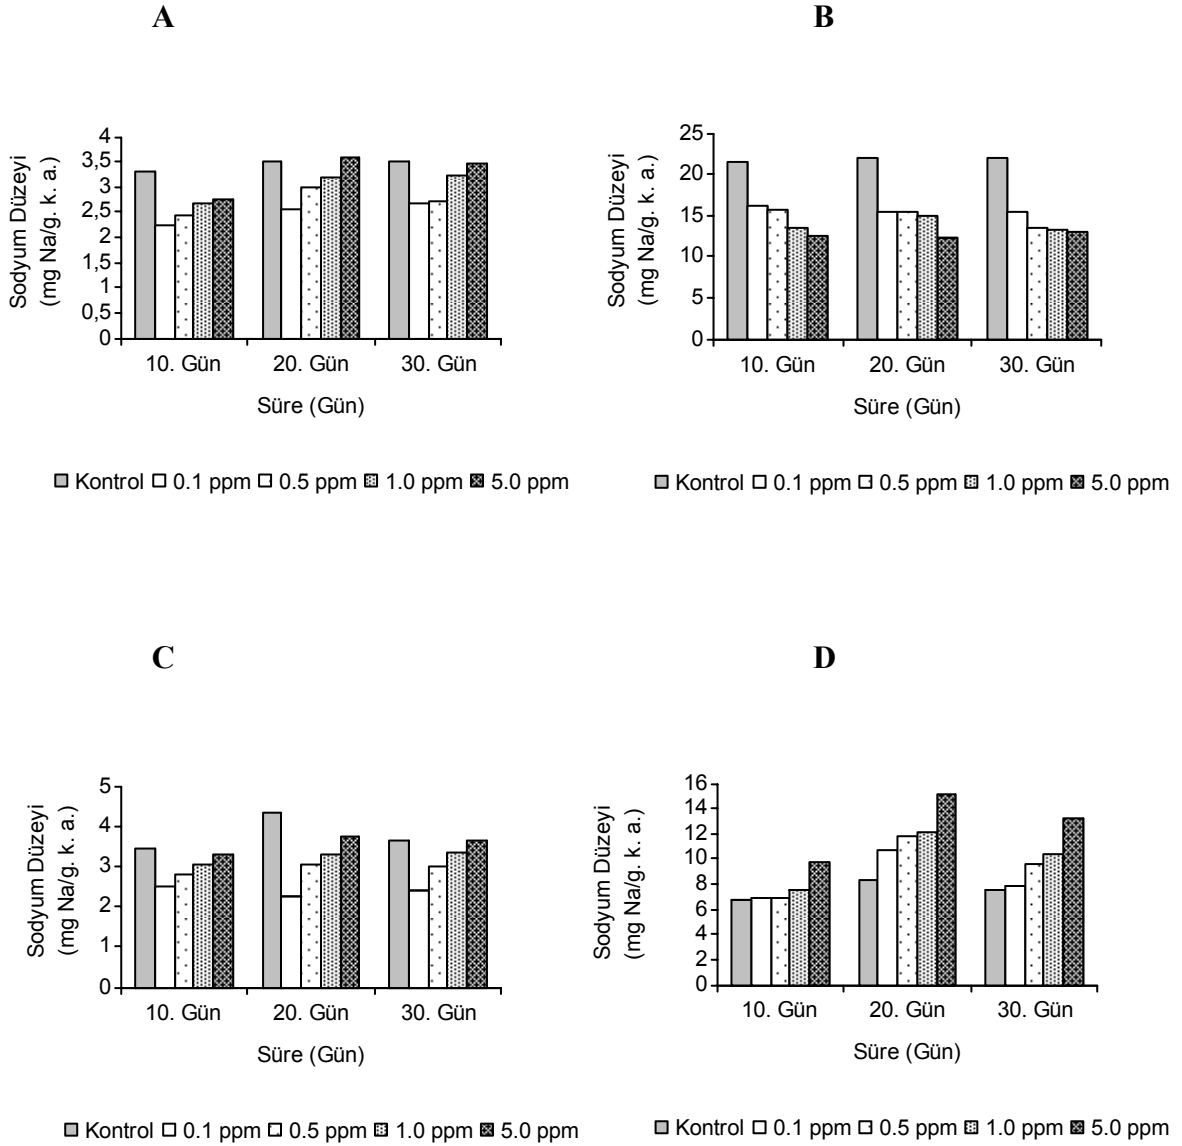 A
Sodyum Düzeyi
(mg Na/g. k. a.)
4
3,5
3
2,5
2
1,5
1
0,5
0
10. Gün 20. Gün 30. Gün
Süre (Gün)
Kontrol 0.1 ppm 0.5 ppm 1.0 ppm 5.0 ppm
B
Sodyum Düzeyi
(mg Na/g. k. a.)
25
20
15
10
5
0
10. Gün 20. Gün 30. Gün
Süre (Gün)
Kontrol 0.1 ppm 0.5 ppm 1.0 ppm 5.0 ppm
C
Sodyum Düzeyi
(mg Na/g. k. a.)
5
4
3
2
1
0
10. Gün 20. Gün 30. Gün
Süre (Gün)
Kontrol 0.1 ppm 0.5 ppm 1.0 ppm 5.0 ppm
D
Sodyum Düzeyi
(mg Na/g. k. a.)
16
14
12
10
8
6
4
2
0
10. Gün 20. Gün 30. Gün
Süre (Gün)
Kontrol 0.1 ppm 0.5 ppm 1.0 ppm 5.0 ppm